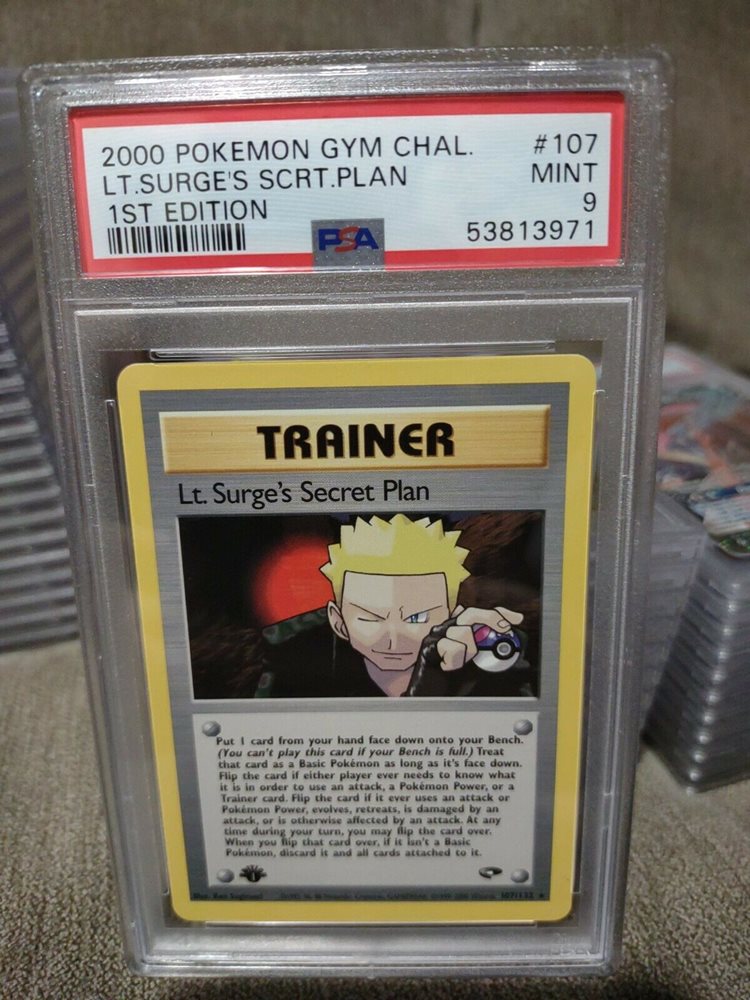 2000 POKEMON GYM CHAL. #107
LT.SURGE'S SCRT.PLAN MINT
1ST EDITION 9
PSA 53813971
TRAINER
Lt. Surge's Secret Plan
Put 1 card from your hand face down onto your Bench.
(You can't play this card if your Bench is full.) Treat
that card as a Basic Pokémon as long as it's face down.
Flip the card if either player ever needs to know what
it is in order to use an attack, a Pokémon Power, or a
Trainer card. Flip the card if it ever uses an attack or
Pokémon Power, evolves, retreats, is damaged by an
attack, or is otherwise affected by an attack. At any
time during your turn, you may flip the card over.
When you flip that card over, if it isn't a Basic
Pokémon, discard it and all cards attached to it.
107/132 ★